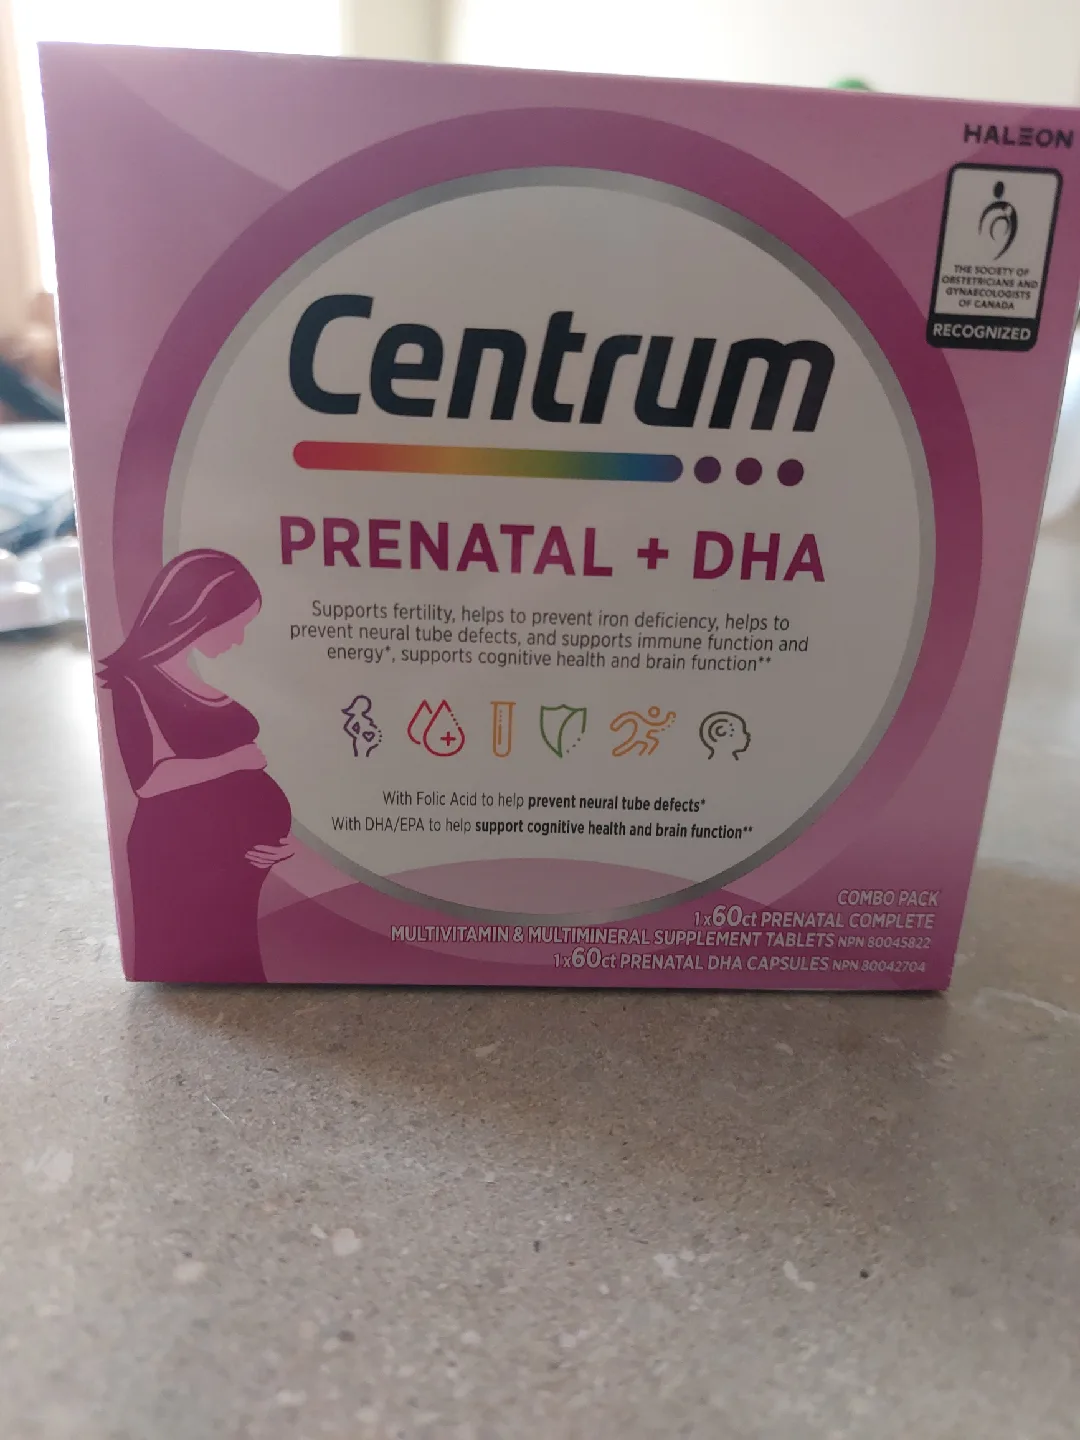 HALEON
THE SOCIETY OF
OBSTETRICIANS AND
GYNAECOLOGISTS
OF CANADA
RECOGNIZED
Centrum
PRENATAL + DHA
Supports fertility, helps to prevent iron deficiency, helps to
prevent neural tube defects, and supports immune function and
energy*, supports cognitive health and brain function**
With Folic Acid to help prevent neural tube defects*
With DHA/EPA to help support cognitive health and brain function**
COMBO PACK
1x60ct PRENATAL COMPLETE
MULTIVITAMIN & MULTIMINERAL SUPPLEMENT TABLETS NPN 80045822
1x60ct PRENATAL DHA CAPSULES NPN 80042704